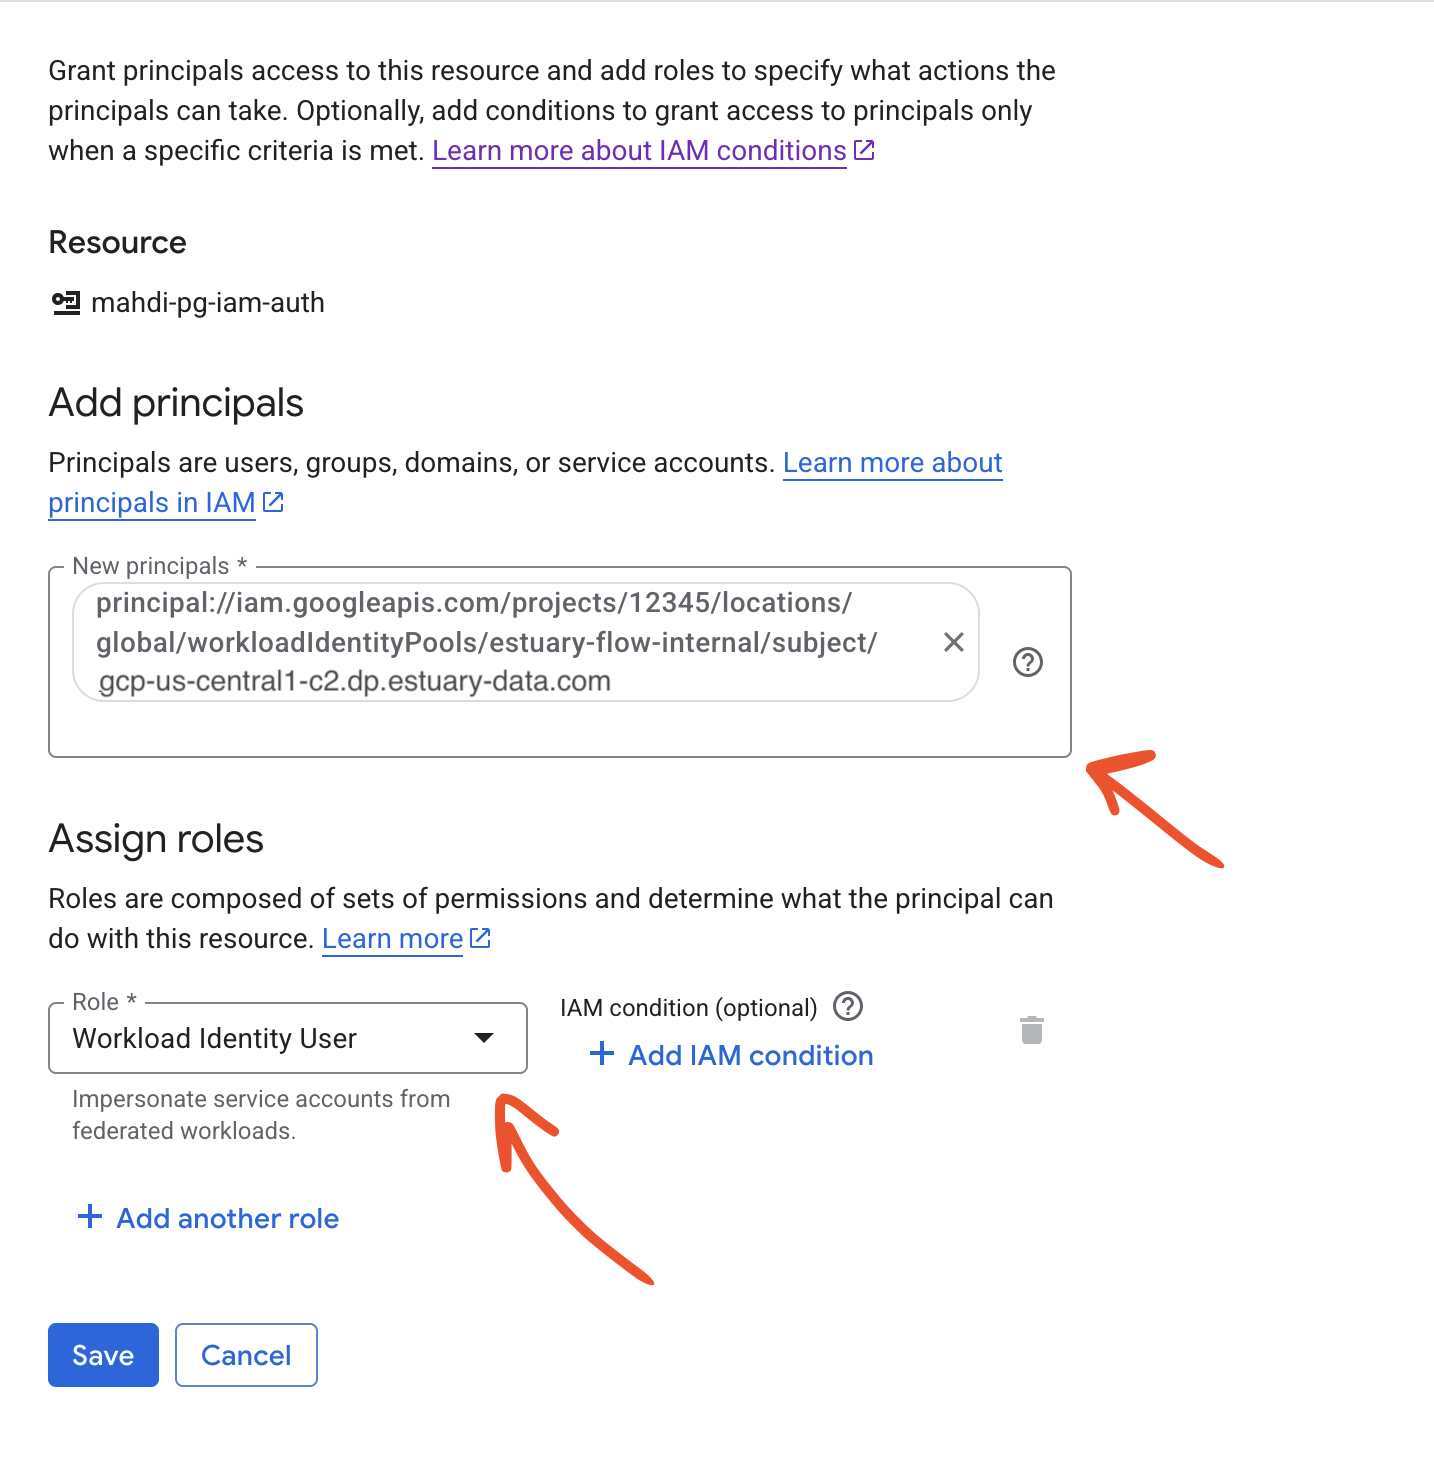 Grant principals access to this resource and add roles to specify what actions the
principals can take. Optionally, add conditions to grant access to principals only
when a specific criteria is met. Learn more about IAM conditions
Resource
mahdi-pg-iam-auth
Add principals
Principals are users, groups, domains, or service accounts. Learn more about
principals in IAM
New principals *
principal://iam.googleapis.com/projects/12345/locations/
global/workloadIdentityPools/estuary-flow-internal/subject/
gcp-us-central1-c2.dp.estuary-data.com
Assign roles
Roles are composed of sets of permissions and determine what the principal can
do with this resource. Learn more
Role *
Workload Identity User
IAM condition (optional)
+ Add IAM condition
Impersonate service accounts from
federated workloads.
+ Add another role
Save
Cancel